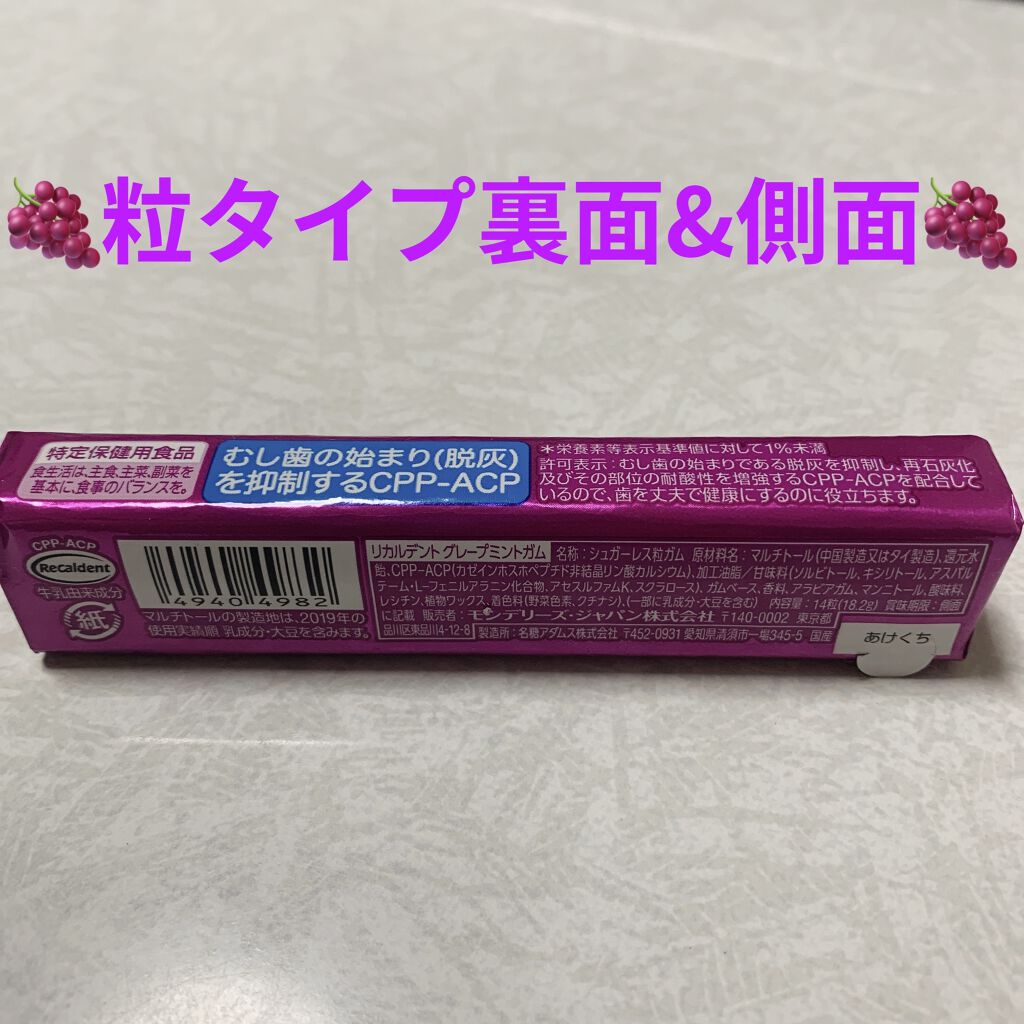 🍇粒タイプ裏面&側面🍇
特定保健用食品
食生活は、主食、主菜、副菜を
基本に、食事のバランスを。
むし歯の始まり(脱灰)
を抑制するCPP-ACP
*栄養素等表示基準値に対して1%未満
許可表示:むし歯の始まりである脱灰を抑制し、再石灰化
及びその部位の耐酸性を増強するCPP-ACPを配合して
いるので、歯を丈夫で健康にするのに役立ちます。
CPP-ACP
Recaldent
牛乳由来成分
紙
4940 4982
マルチトールの製造地は、2019年の
使用実績順 乳成分・大豆を含みます。
リカルデント グレープミントガム 名称:シュガーレス粒ガム 原材料名:マルチトール(中国製造又はタイ製造)、還元水
飴、CPP-ACP(カゼインホスホペプチド非結晶リン酸カルシウム)、加工油脂/甘味料(ソルビトール、キシリトール、アスパル
テーム・L-フェニルアラニン化合物、アセスルファムK、スクラロース)、ガムベース、香料、アラビアガム、マンニトール、酸味料、
レシチン、植物ワックス、着色料(野菜色素、クチナシ)、(一部に乳成分・大豆を含む) 内容量:14粒(18.2g) 賞味期限:側面
に記載 販売者:モンデリーズ・ジャパン株式会社 〒140-0002 東京都
品川区東品川4-12-8 製造所:名糖アダムス株式会社 〒452-0931 愛知県清須市一場345-5 国産
あけくち